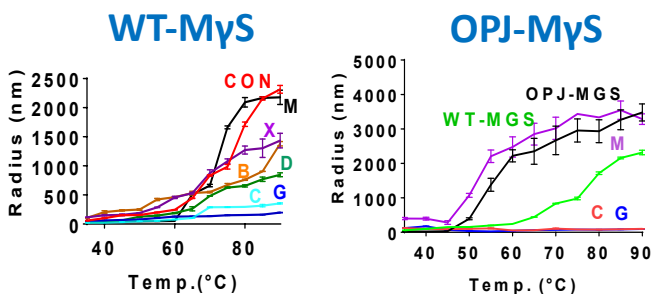 WT-MγS
OPJ-MγS
Radius (nm)
2500
2000
1500
1000
500
0
40
60
80
Temp.(°C)
CON
M
X
B
D
C
G
Radius (nm)
5000
4000
3000
2000
1000
0
40
50
60
70
80
90
Temp. (°C)
OPJ-MGS
WT-MGS
M
C
G